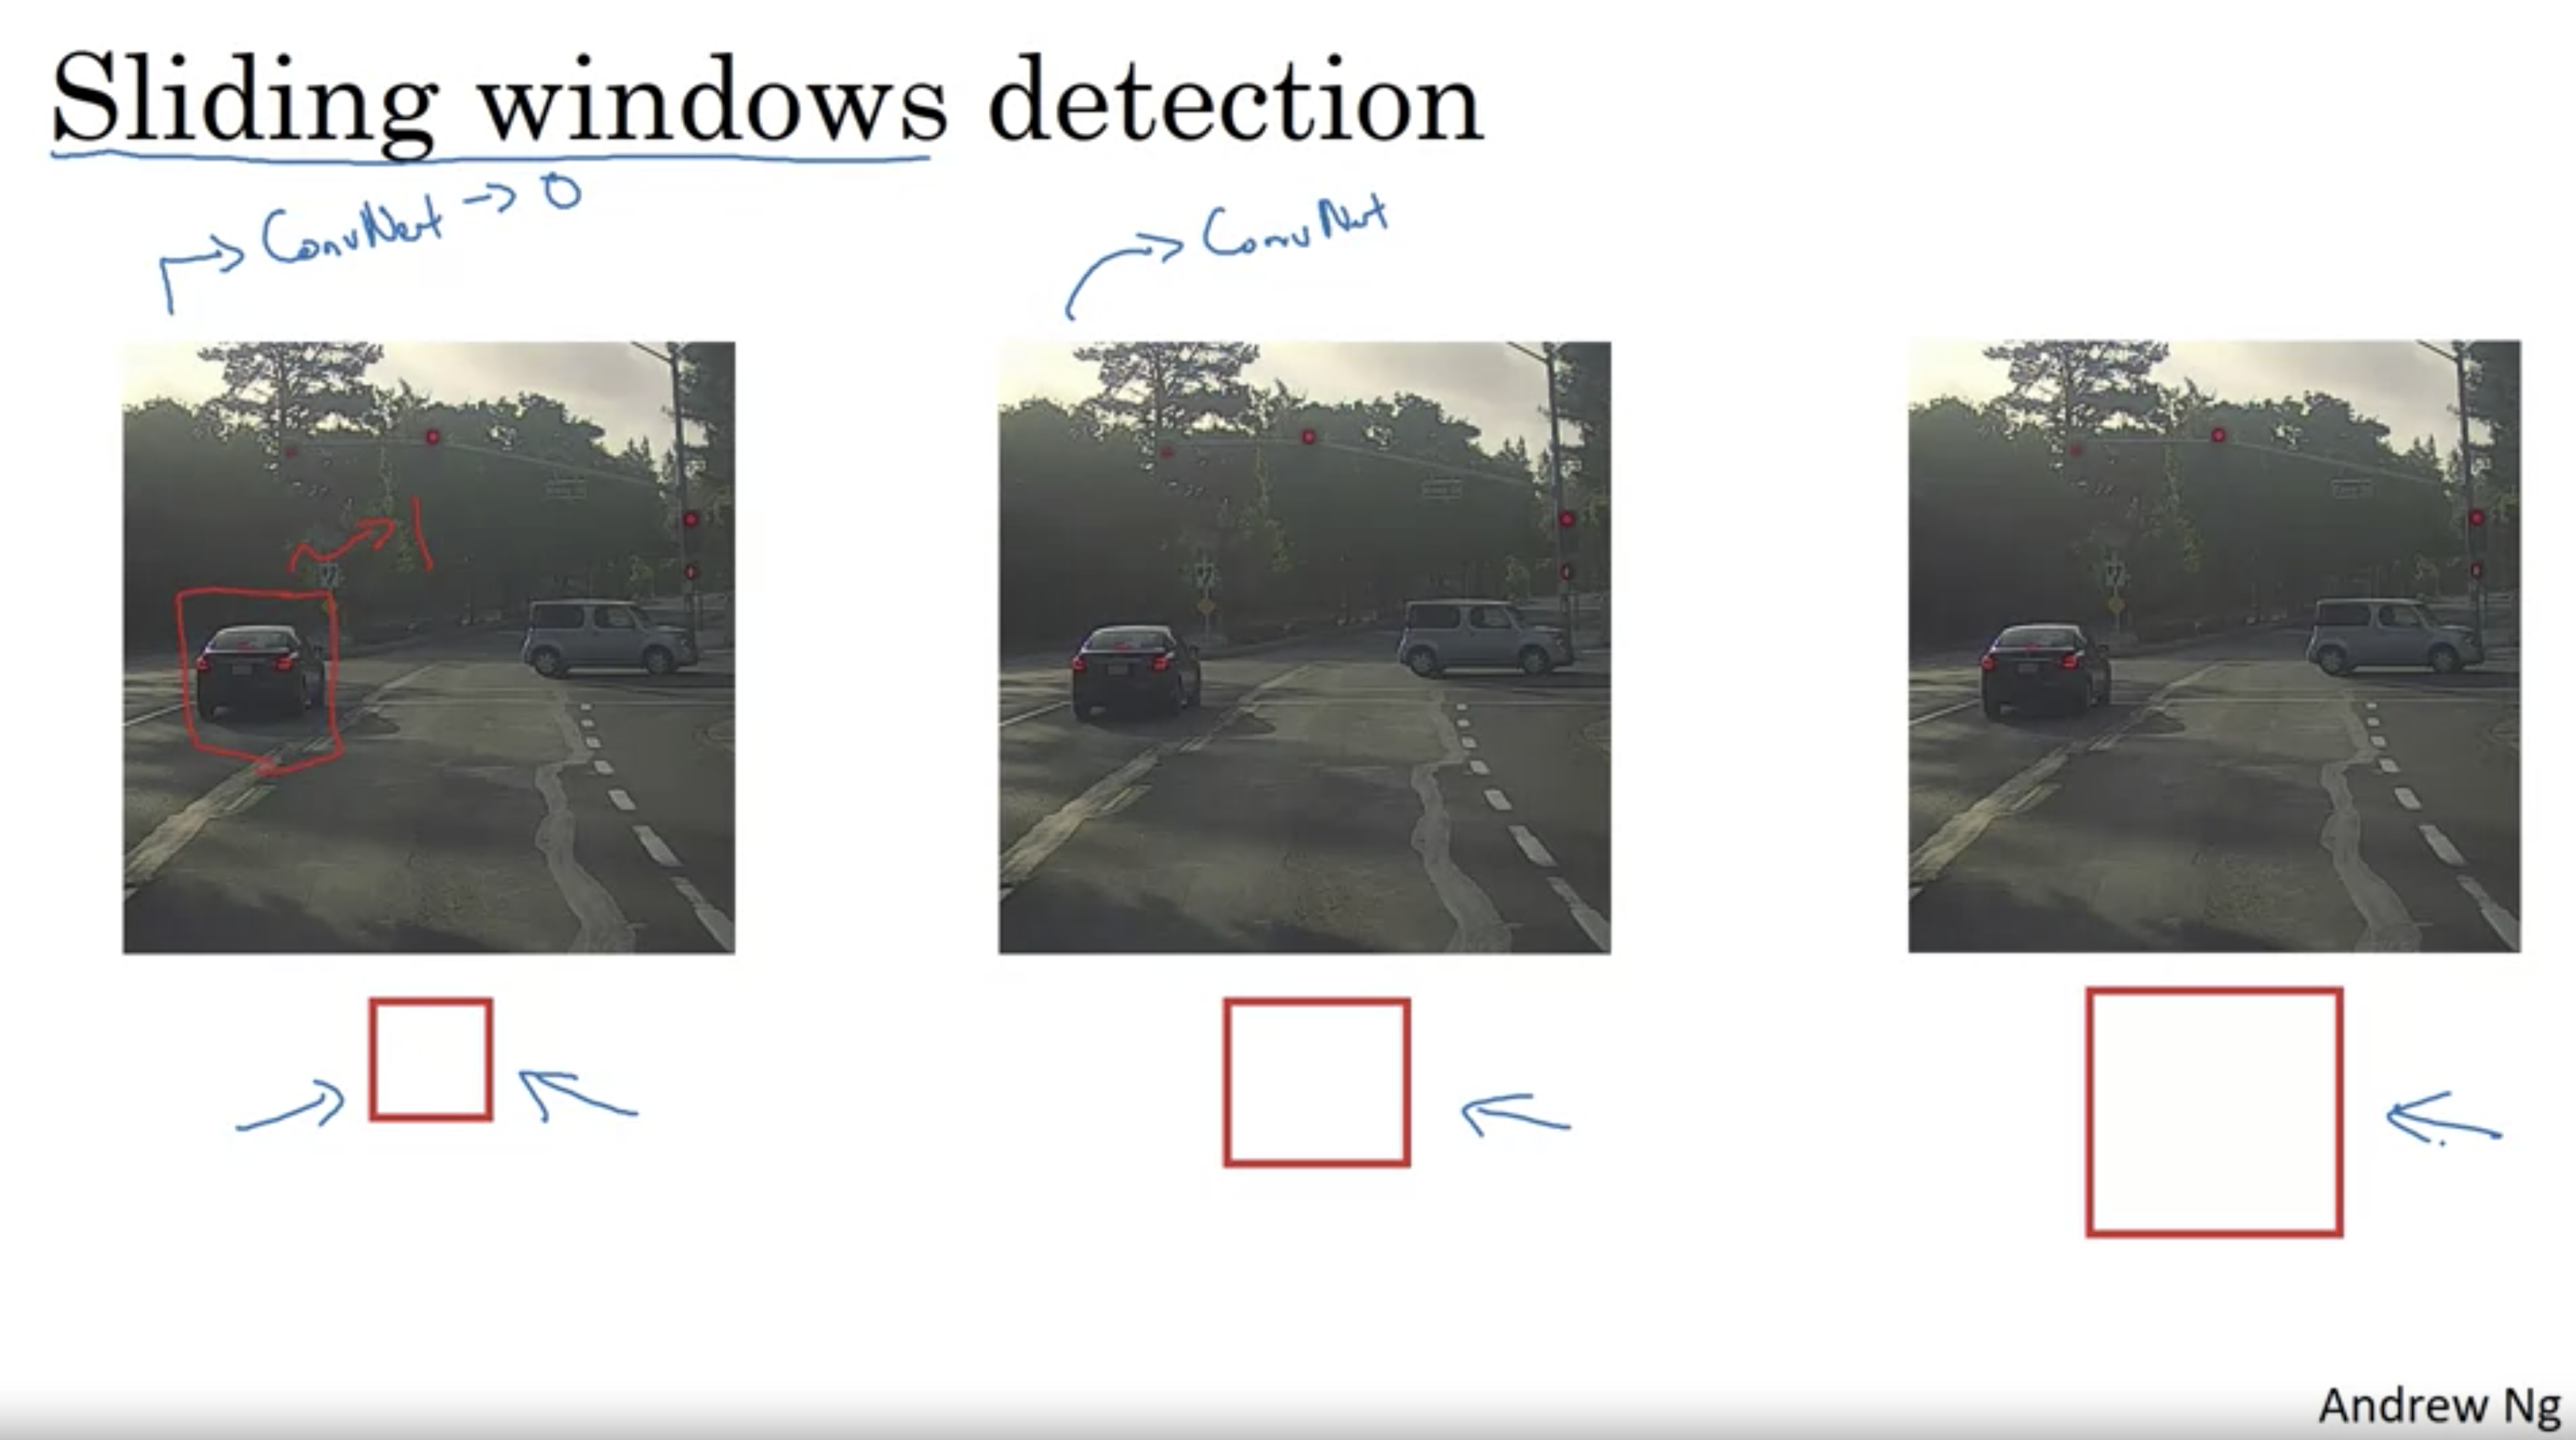 Sliding windows detection
ConvNet → 0
ConvNet
1
Andrew Ng